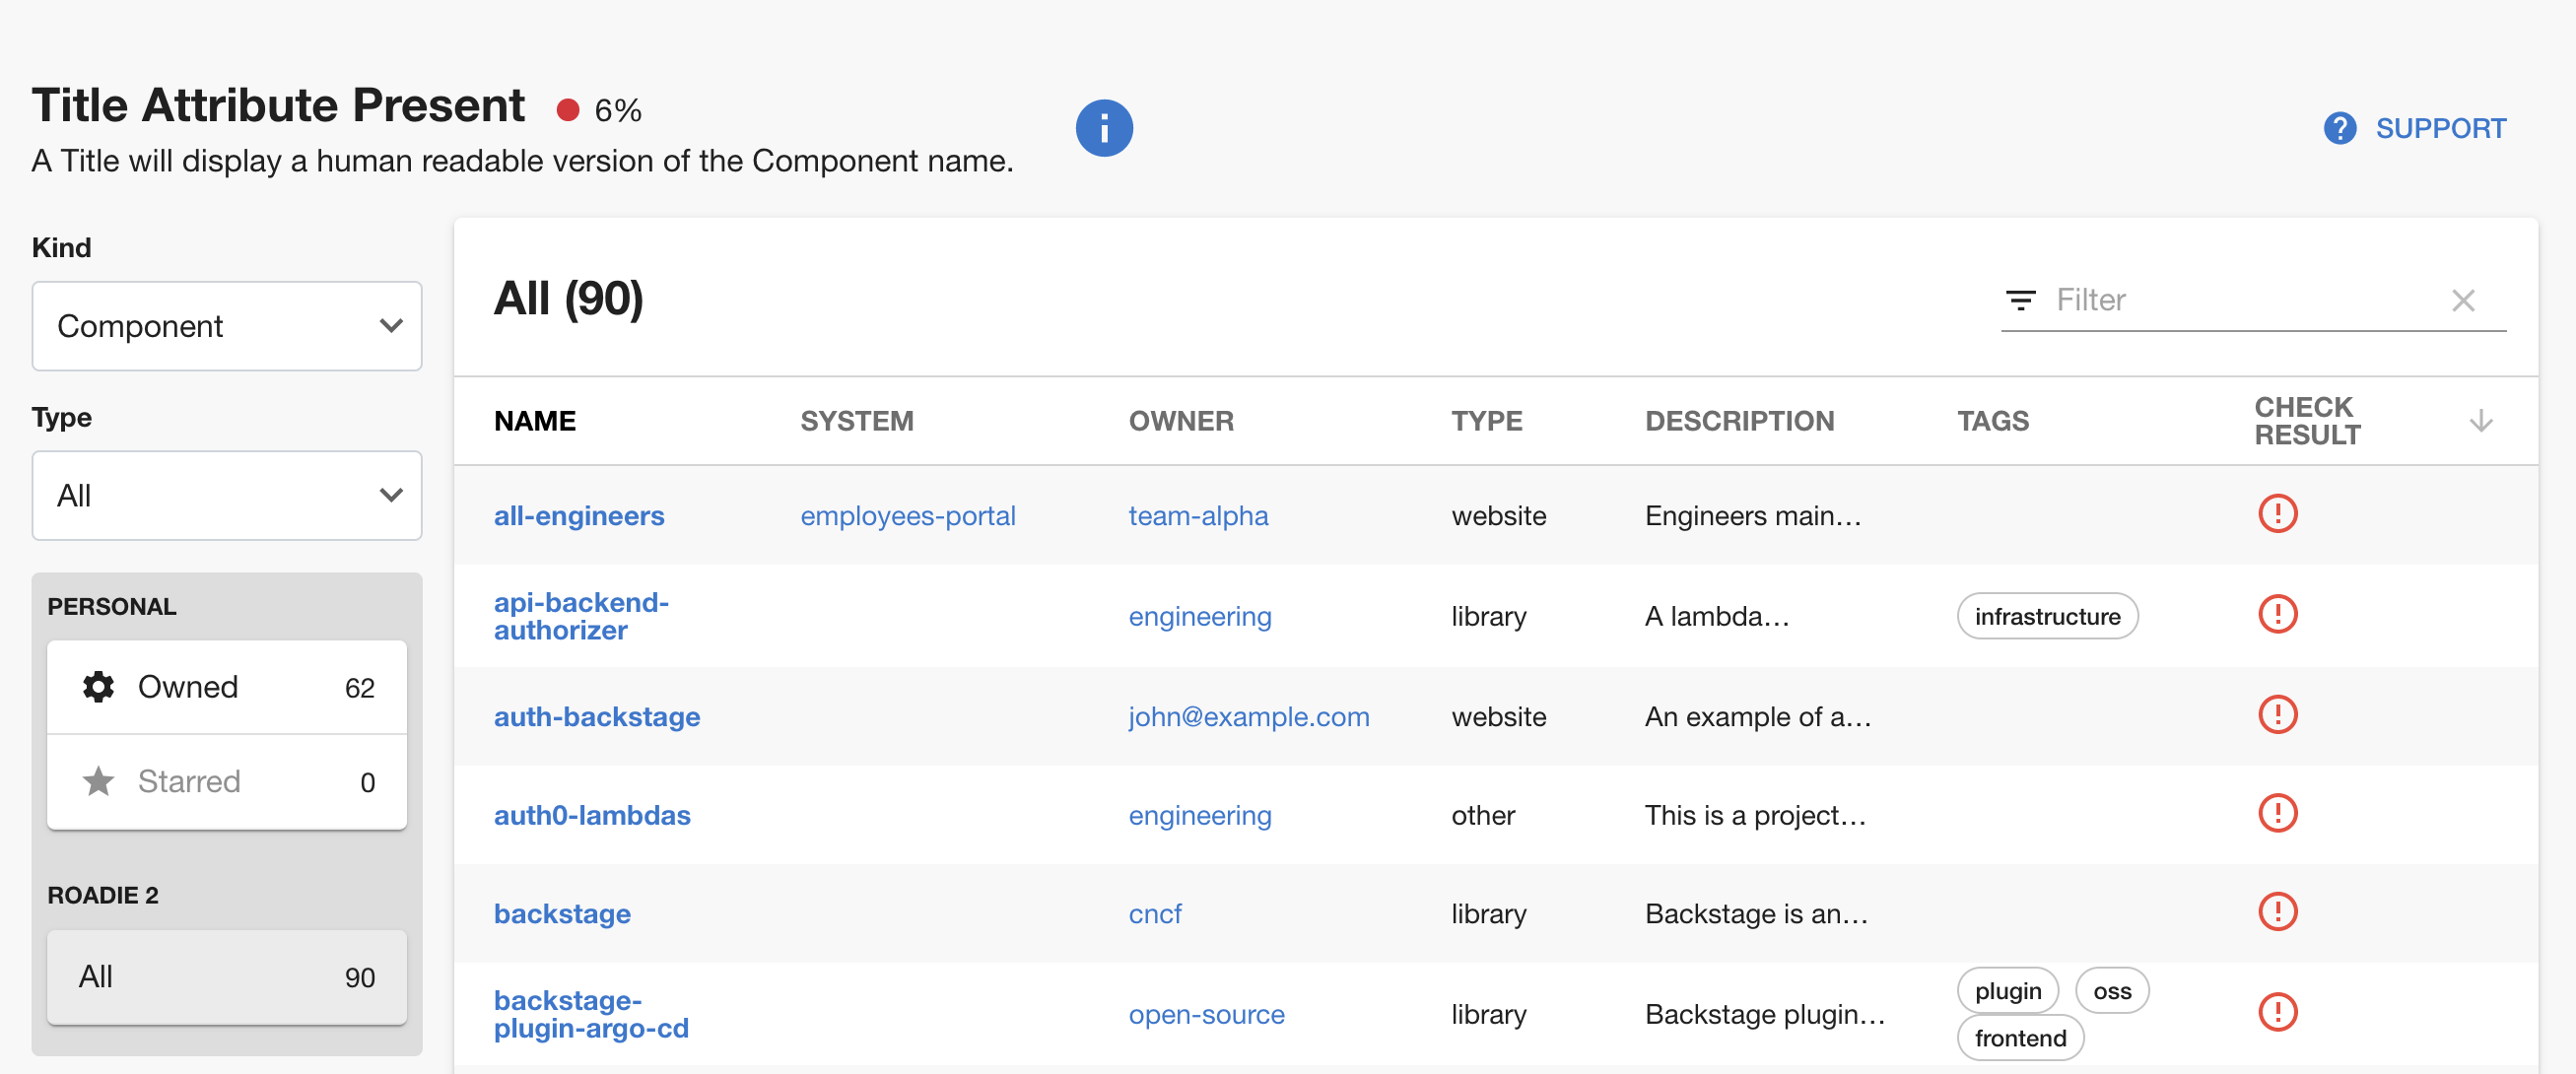 Title Attribute Present 6%
A Title will display a human readable version of the Component name.
SUPPORT
Kind
Component
Type
All
PERSONAL
Owned 62
Starred 0
ROADIE 2
All 90
All (90)
Filter
NAME SYSTEM OWNER TYPE DESCRIPTION TAGS CHECK RESULT
all-engineers employees-portal team-alpha website Engineers main…
api-backend-authorizer engineering library A lambda… infrastructure
auth-backstage john@example.com website An example of a…
auth0-lambdas engineering other This is a project…
backstage cncf library Backstage is an…
backstage-plugin-argo-cd open-source library Backstage plugin… plugin oss frontend